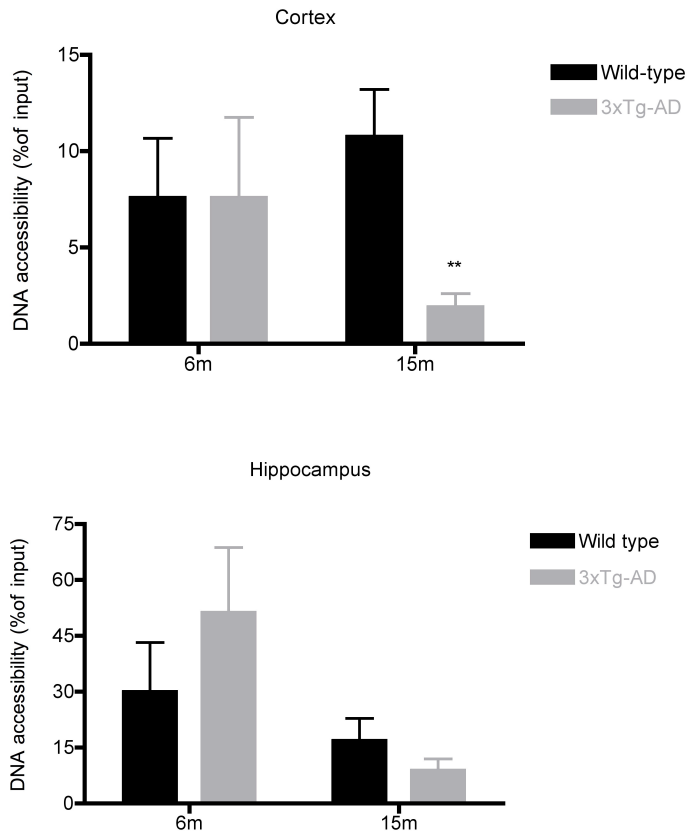 Cortex
DNA accessibility (%of input)
15
10
5
0
6m 15m
**
Wild-type
3xTg-AD
Hippocampus
DNA accessibility (%of input)
75
60
45
30
15
0
6m 15m
Wild type
3xTg-AD